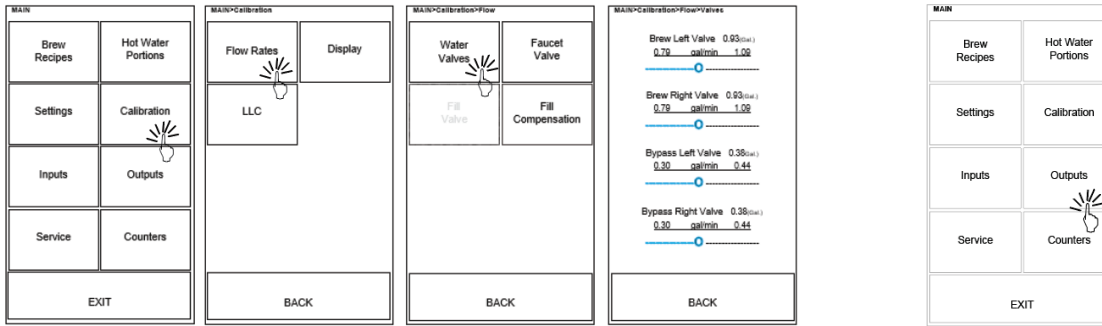 MAIN
Brew
Recipes
Hot Water
Portions
Settings
Calibration
Inputs
Outputs
Service
Counters
EXIT
MAIN>Calibration
Flow Rates
Display
LLC
BACK
MAIN>Calibration>Flow
Water
Valves
Faucet
Valve
Fill
Valve
Fill
Compensation
BACK
MAIN>Calibration>Flow>Valves
Brew Left Valve 0.93(Gal.)
0.79 gal/min 1.09
Brew Right Valve 0.93(Gal.)
0.79 gal/min 1.09
Bypass Left Valve 0.38(Gal.)
0.30 gal/min 0.44
Bypass Right Valve 0.38(Gal.)
0.30 gal/min 0.44
BACK
MAIN
Brew
Recipes
Hot Water
Portions
Settings
Calibration
Inputs
Outputs
Service
Counters
EXIT